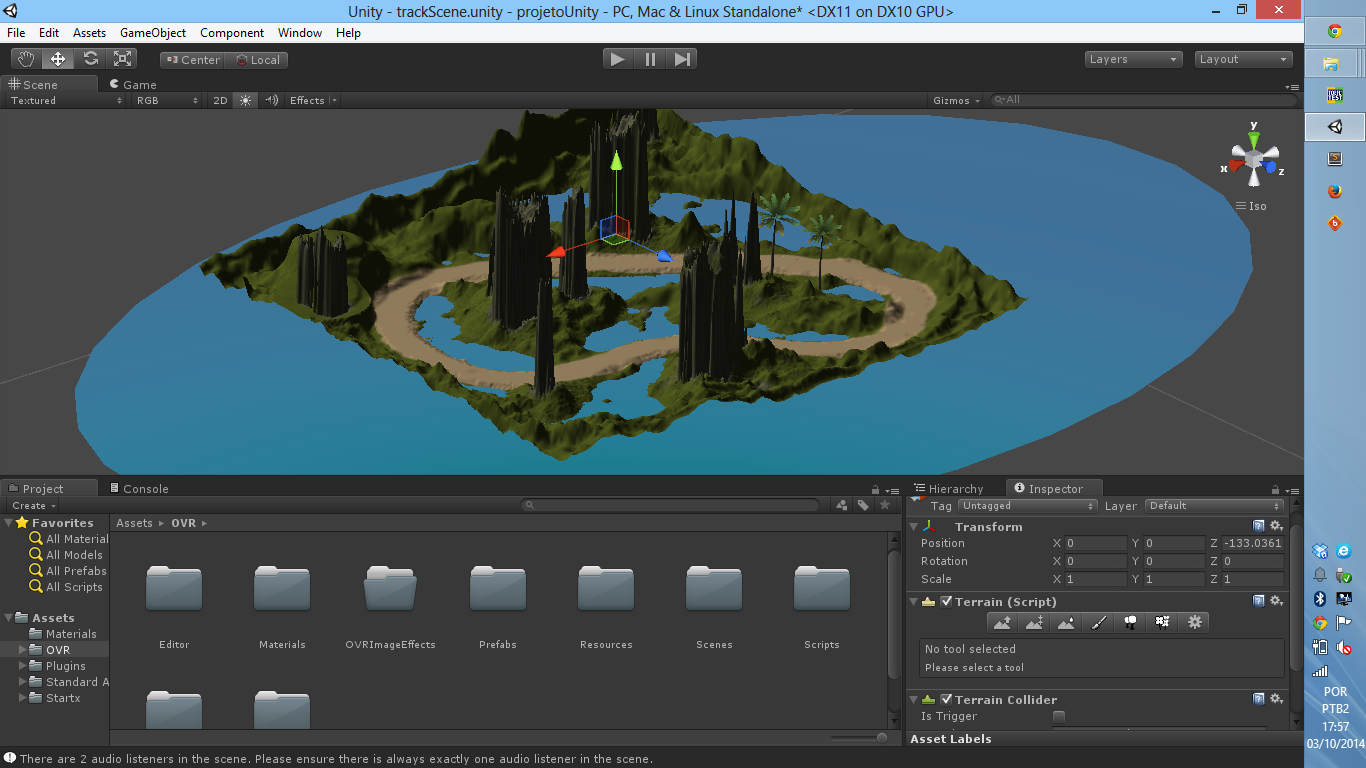 Unity - trackScene.unity - projetoUnity - PC, Mac & Linux Standalone* <DX11 on DX10 GPU>
File Edit Assets GameObject Component Window Help
Center Local Layers Layout
Scene Game
Textured RGB 2D Effects Gizmos All
y
x
z
Iso
Project Console
Create
Favorites
All Material
All Models
All Prefabs
All Scripts
Assets
Materials
OVR
Plugins
Standard A
Startx
Assets OVR
Editor Materials OVRImageEffects Prefabs Resources Scenes Scripts
Hierarchy Inspector
Tag Untagged Layer Default
Transform
Position X 0 Y 0 Z -133.0361
Rotation X 0 Y 0 Z 0
Scale X 1 Y 1 Z 1
Terrain (Script)
No tool selected
Please select a tool
Terrain Collider
Is Trigger
Asset Labels
There are 2 audio listeners in the scene. Please ensure there is always exactly one audio listener in the scene.
POR
PTB2
17:57
03/10/2014